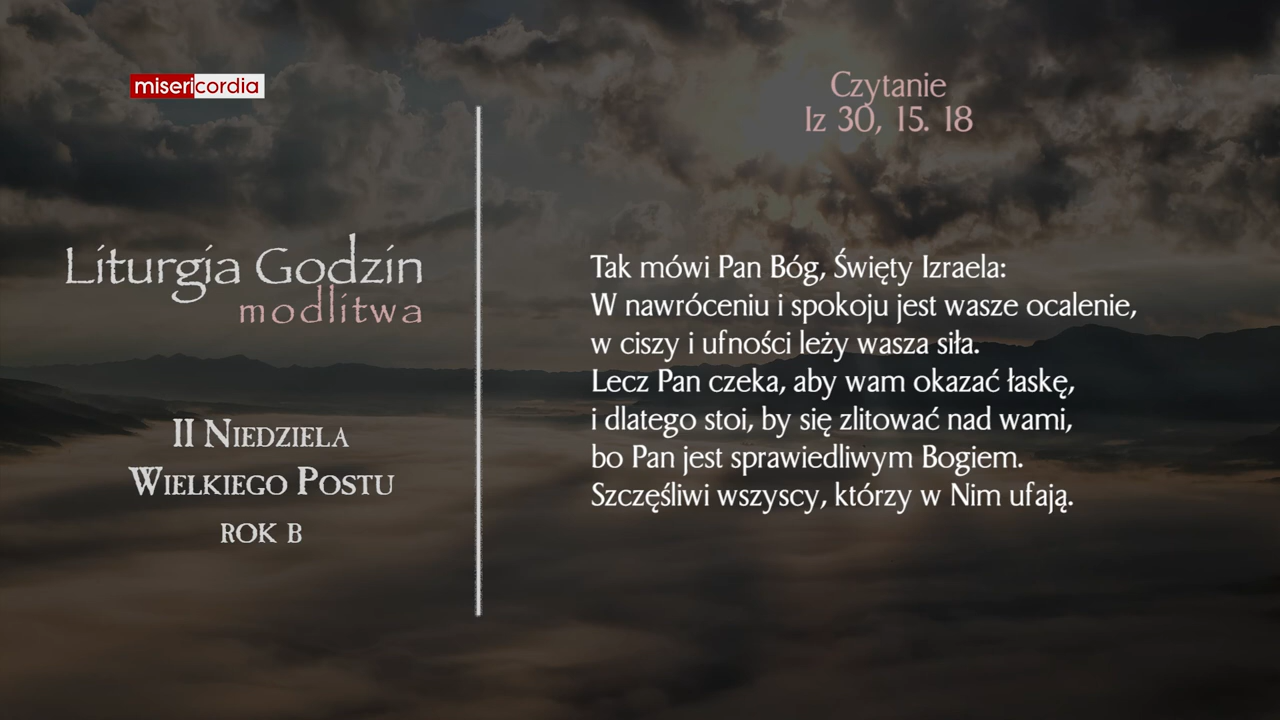 misericordia
Liturgia Godzin
modlitwa
II Niedziela
Wielkiego Postu
rok B
Czytanie
Iz 30, 15. 18
Tak mówi Pan Bóg, Święty Izraela:
W nawróceniu i spokoju jest wasze ocalenie,
w ciszy i ufności leży wasza siła.
Lecz Pan czeka, aby wam okazać łaskę,
i dlatego stoi, by się zlitować nad wami,
bo Pan jest sprawiedliwym Bogiem.
Szczęśliwi wszyscy, którzy w Nim ufają.